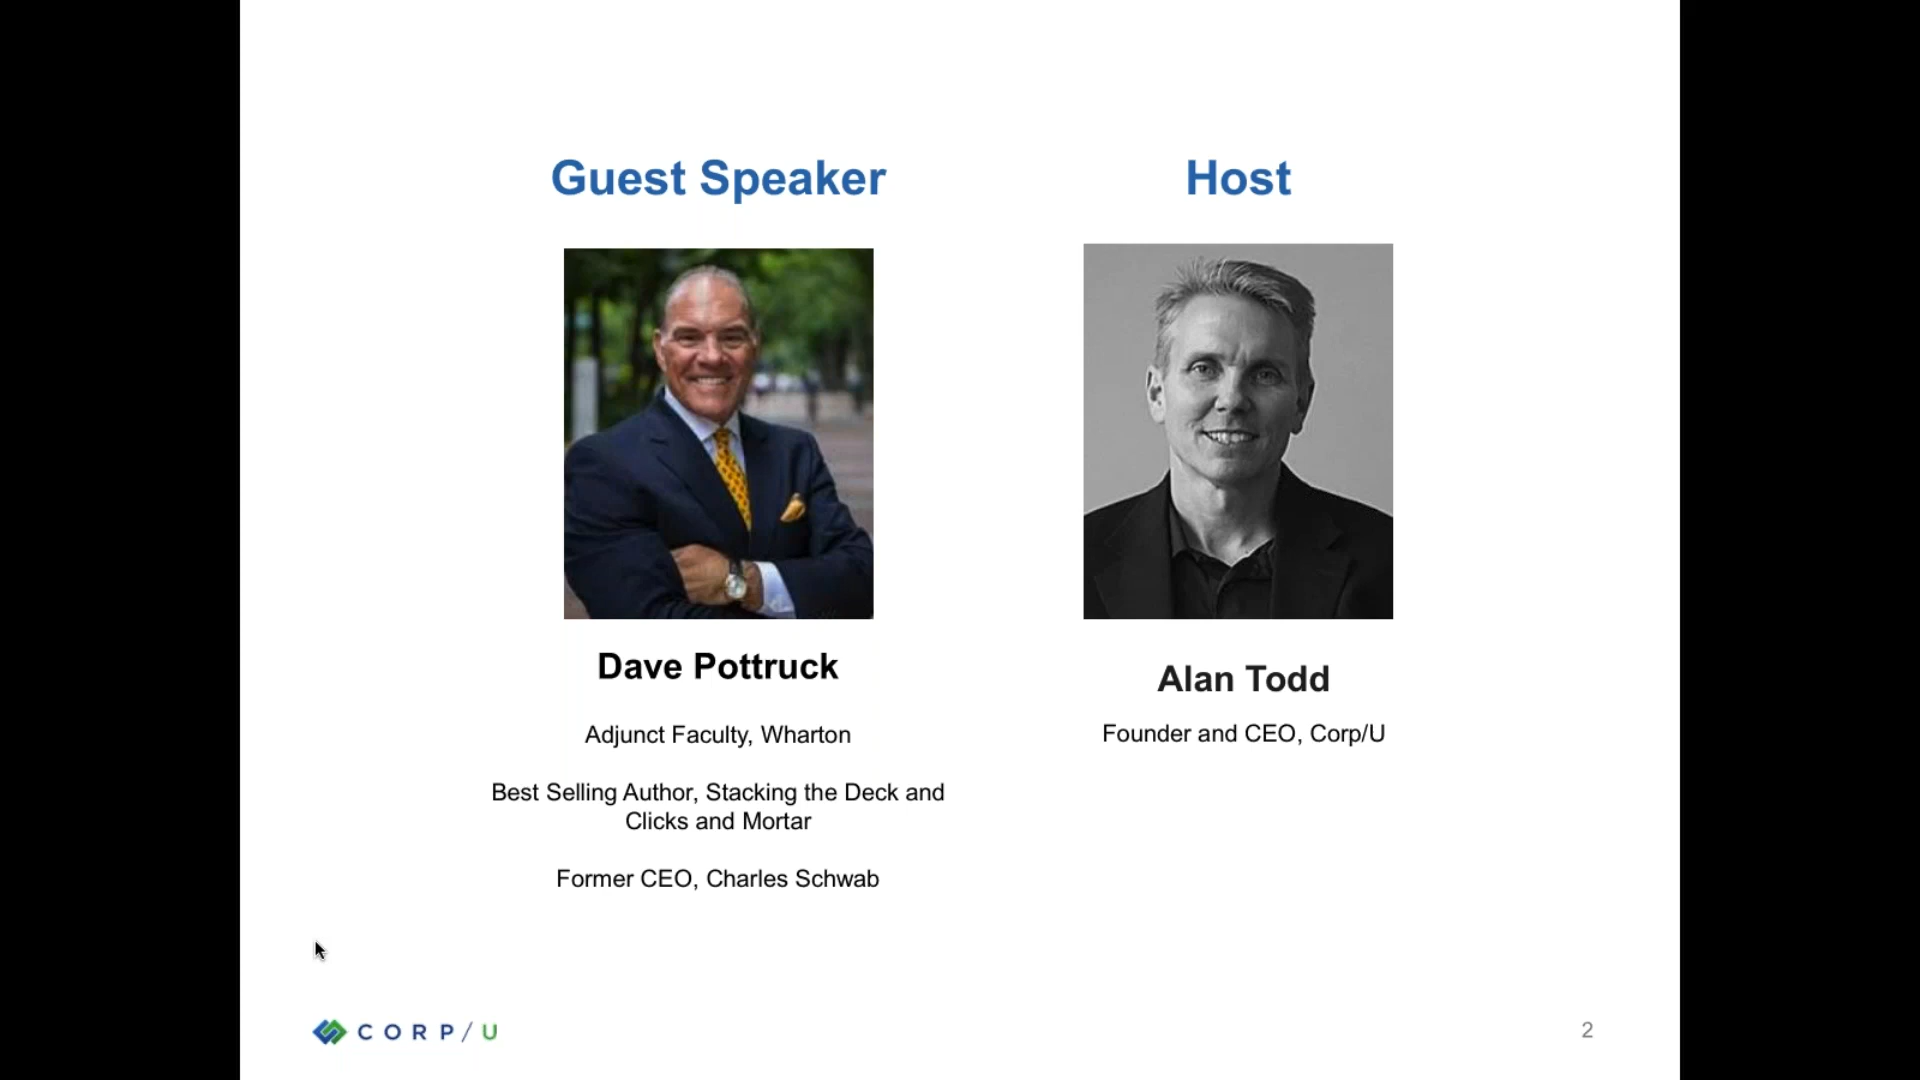 Guest Speaker
Host
Dave Pottruck
Adjunct Faculty, Wharton
Best Selling Author, Stacking the Deck and
Clicks and Mortar
Former CEO, Charles Schwab
Alan Todd
Founder and CEO, Corp/U
CORP/U
2